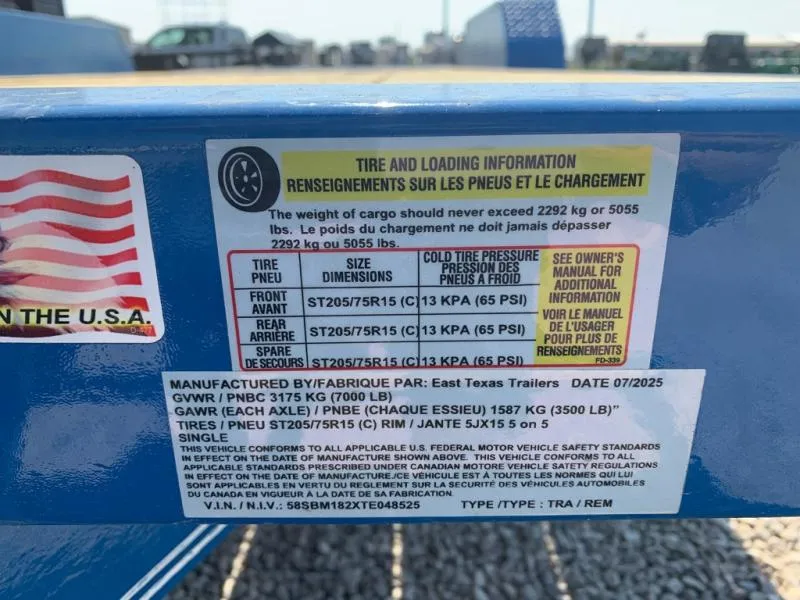 N THE U.S.A.
D-477
TIRE AND LOADING INFORMATION
RENSEIGNEMENTS SUR LES PNEUS ET LE CHARGEMENT
The weight of cargo should never exceed 2292 kg or 5055
lbs. Le poids du chargement ne doit jamais dépasser
2292 kg ou 5055 lbs.
TIRE PNEU SIZE DIMENSIONS COLD TIRE PRESSURE PRESSION DES PNEUS A FROID
FRONT AVANT ST205/75R15 (C) 13 KPA (65 PSI)
REAR ARRIÈRE ST205/75R15 (C) 13 KPA (65 PSI)
SPARE DE SECOURS ST205/75R15 (C) 13 KPA (65 PSI)
SEE OWNER'S
MANUAL FOR
ADDITIONAL
INFORMATION
VOIR LE MANUEL
DE L'USAGER
POUR PLUS DE
RENSEIGNEMENTS
FD-339
MANUFACTURED BY/FABRIQUE PAR: East Texas Trailers DATE 07/2025
GVWR / PNBC 3175 KG (7000 LB)
GAWR (EACH AXLE) / PNBE (CHAQUE ESSIEU) 1587 KG (3500 LB)"
TIRES / PNEU ST205/75R15 (C) RIM / JANTE 5JX15 5 on 5
SINGLE
THIS VEHICLE CONFORMS TO ALL APPLICABLE U.S. FEDERAL MOTOR VEHICLE SAFETY STANDARDS
IN EFFECT ON THE DATE OF MANUFACTURE SHOWN ABOVE. THIS VEHICLE CONFORMS TO ALL
APPLICABLE STANDARDS PRESCRIBED UNDER CANADIAN MOTORE VEHICLE SATETY REGULATIONS
IN EFFECT ON THE DATE OF MANUFACTURE./CE VÉHICULE EST À TOUTES LES NORMES QUI LUI
SONT APPLICABLES EN VERTU DU REGLEMENT SUR LA SECURITÉ DES VÉHICULES AUTOMOBILES
DU CANADA EN VIGUEUR À LA DATE DE SA FABRICATION.
V.I.N. / N.I.V.: 58SBM182XTE048525 TYPE /TYPE : TRA / REM